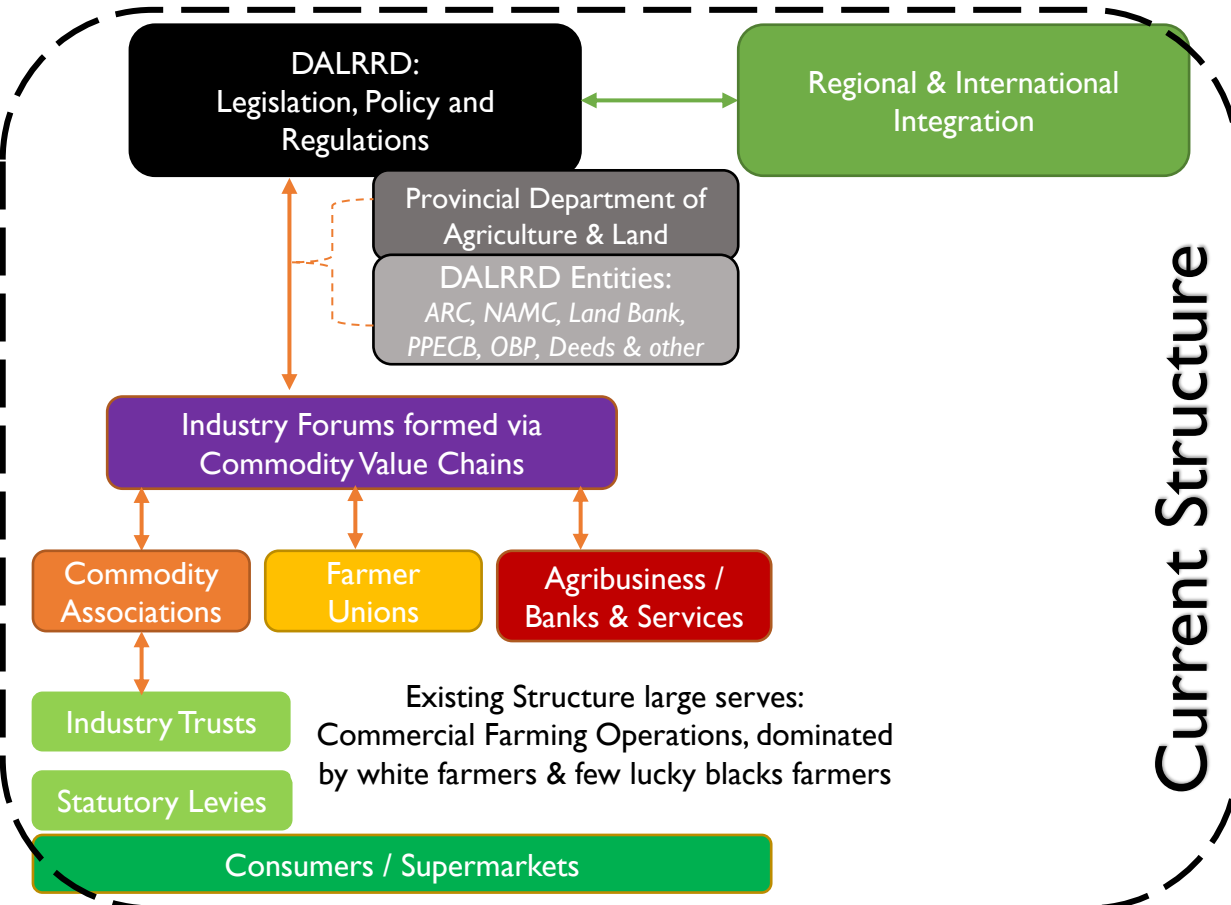 DALRRD:
Legislation, Policy and
Regulations
Regional & International
Integration
Provincial Department of
Agriculture & Land
DALRRD Entities:
ARC, NAMC, Land Bank,
PPECB, OBP, Deeds & other
Industry Forums formed via
Commodity Value Chains
Commodity
Associations
Farmer
Unions
Agribusiness /
Banks & Services
Industry Trusts
Statutory Levies
Existing Structure large serves:
Commercial Farming Operations, dominated
by white farmers & few lucky blacks farmers
Consumers / Supermarkets
Current Structure